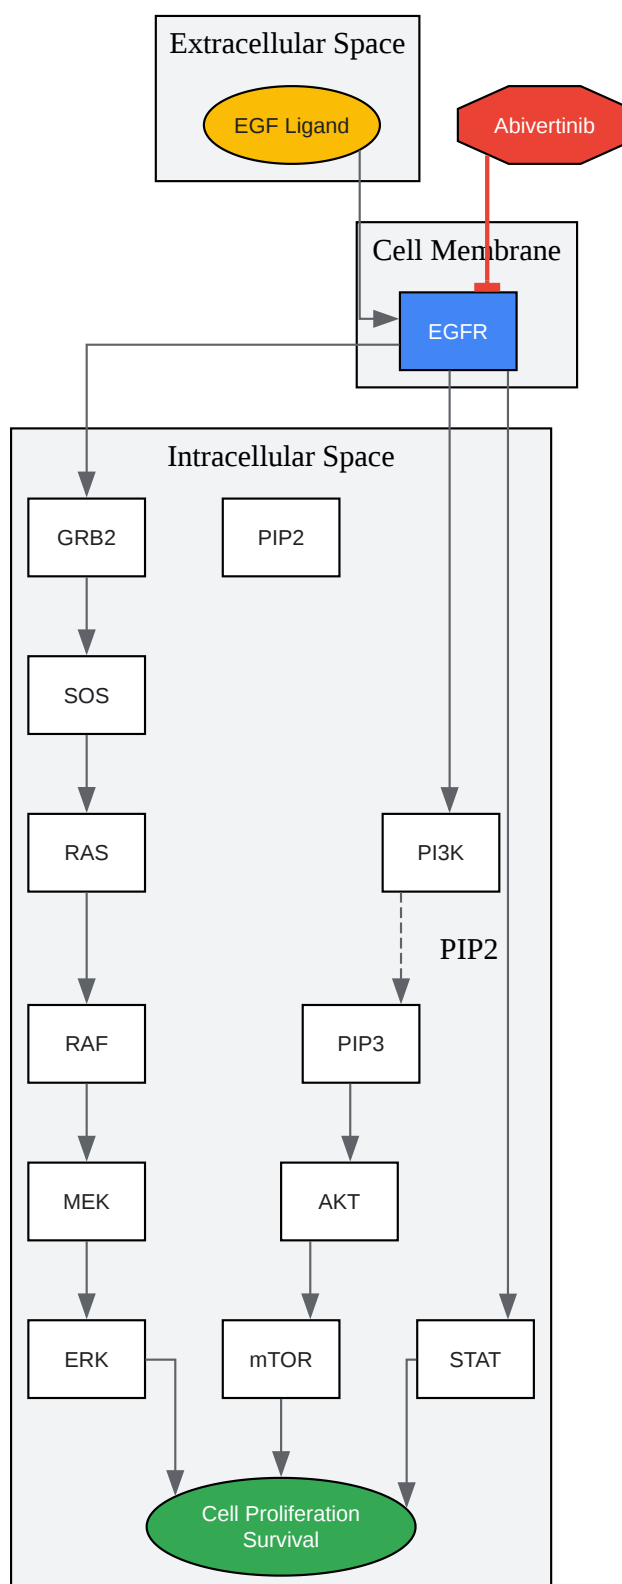 Extracellular Space
EGF Ligand
Abivertinib
Cell Membrane
EGFR
Intracellular Space
GRB2
PIP2
SOS
RAS
PI3K
PIP2
RAF
PIP3
MEK
AKT
ERK
mTOR
STAT
Cell Proliferation
Survival